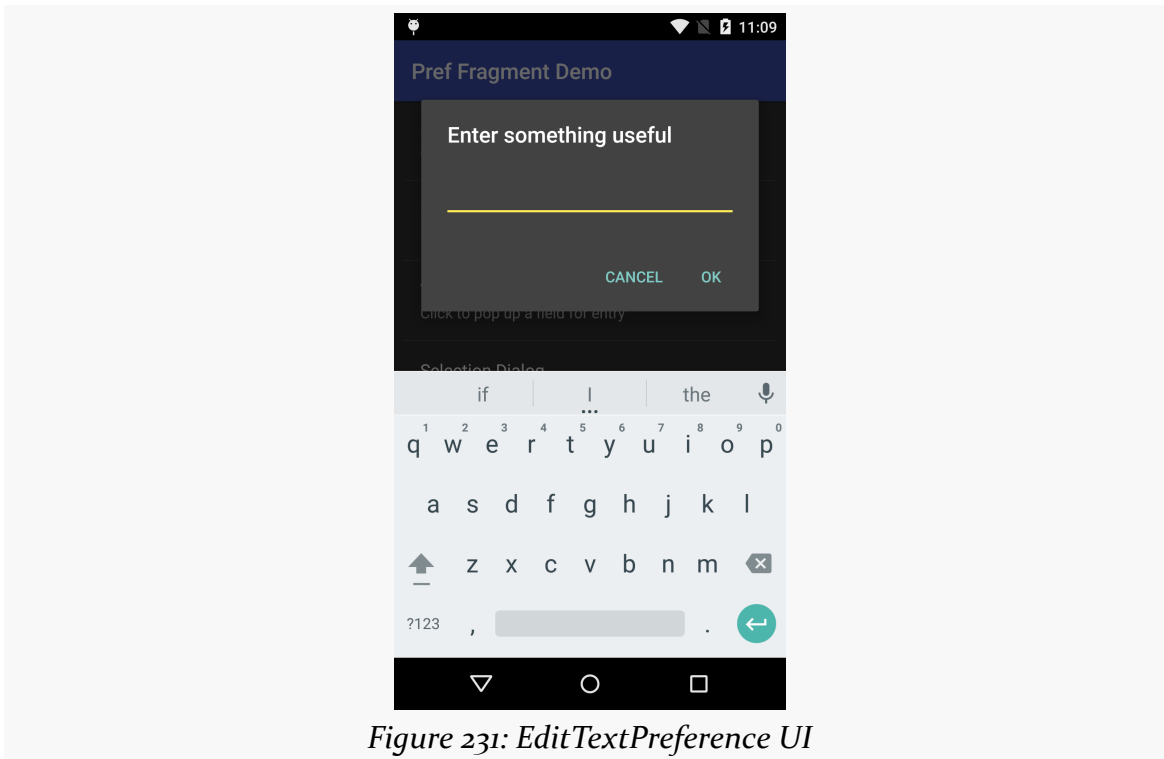 11:09
Pref Fragment Demo
Enter something useful
CANCEL OK
Click to pop up a field for entry
Selection Dialog
if I the
1 2 3 4 5 6 7 8 9 0
q w e r t y u i o p
a s d f g h j k l
z x c v b n m
?123 , .
Figure 231: EditTextPreference UI